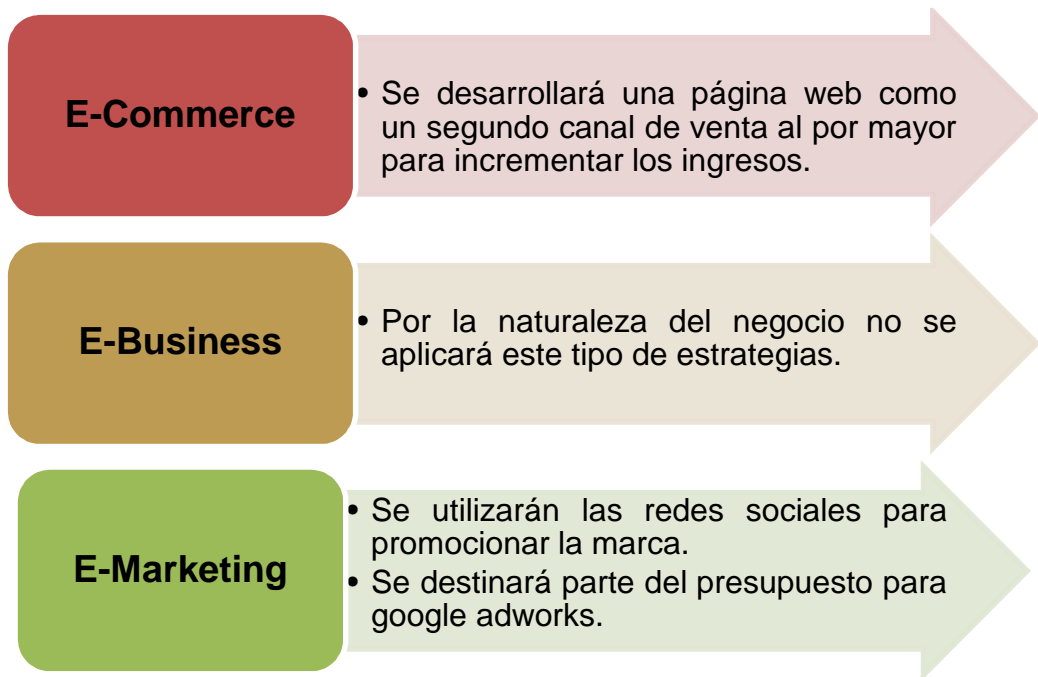 E-Commerce
• Se desarrollará una página web como
un segundo canal de venta al por mayor
para incrementar los ingresos.
E-Business
• Por la naturaleza del negocio no se
aplicará este tipo de estrategias.
E-Marketing
• Se utilizarán las redes sociales para
promocionar la marca.
• Se destinará parte del presupuesto para
google adworks.